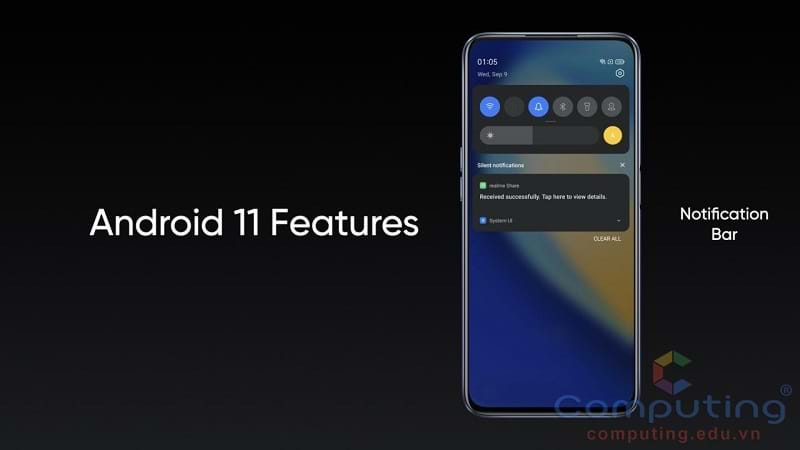 Android 11 Features
01:05
Wed, Sep 9
Silent notifications
realme Share
Received successfully. Tap here to view details.
System UI
CLEAR ALL
Notification
Bar
Computing®
computing.edu.vn